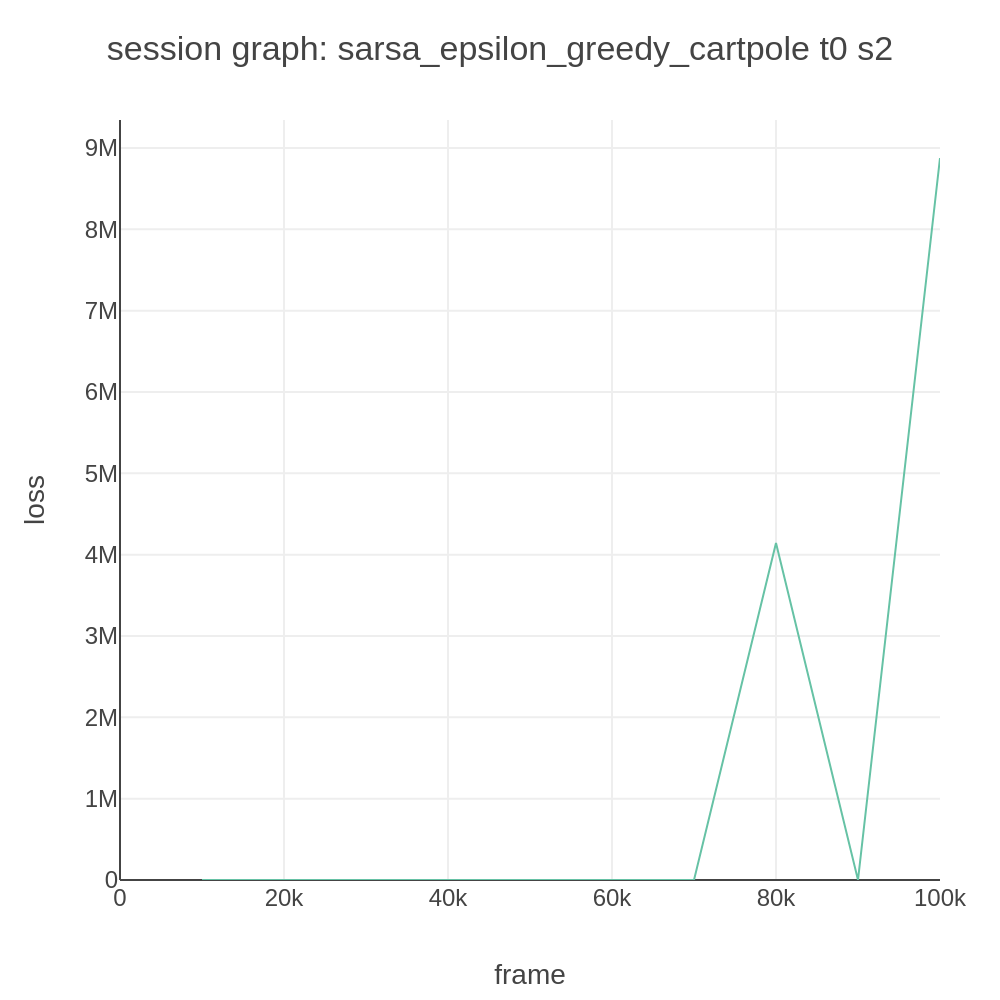 session graph: sarsa_epsilon_greedy_cartpole t0 s2
9M
8M
7M
6M
5M
4M
3M
2M
1M
0
loss
0 20k 40k 60k 80k 100k
frame